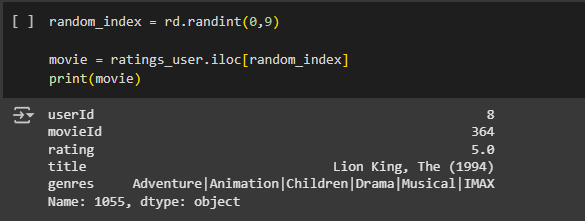 [ ] random_index = rd.randint(0,9)
movie = ratings_user.iloc[random_index]
print(movie)
userId 8
movieId 364
rating 5.0
title Lion King, The (1994)
genres Adventure|Animation|Children|Drama|Musical|IMAX
Name: 1055, dtype: object